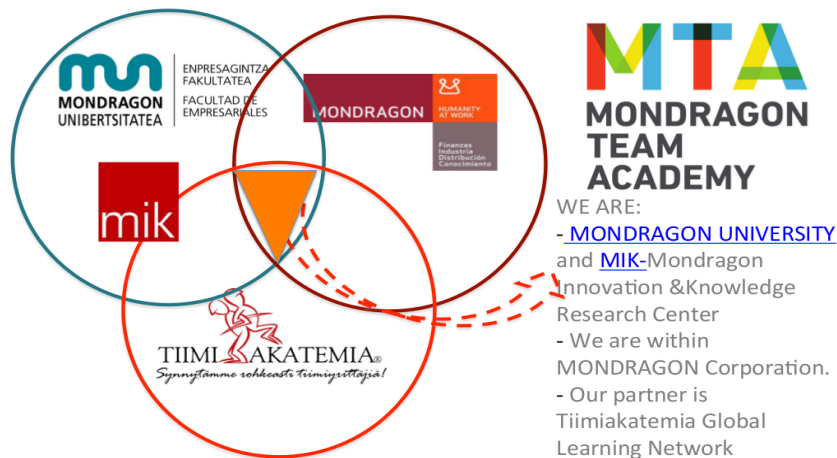 MONDRAGON
UNIBERTSITATEA
ENPRESAGINTZA
FAKULTATEA
FACULTAD DE
EMPRESARIALES
MONDRAGON
HUMANITY
AT WORK
Finanzas
Industria
Distribución
Conocimiento
mik
TIIMIAKATEMIA®
Synnytämme rohkeasti tiimiyrittäjiä!
MTA
MONDRAGON
TEAM
ACADEMY
WE ARE:
- MONDRAGON UNIVERSITY
and MIK-Mondragon
Innovation &Knowledge
Research Center
- We are within
MONDRAGON Corporation.
- Our partner is
Tiimiakatemia Global
Learning Network